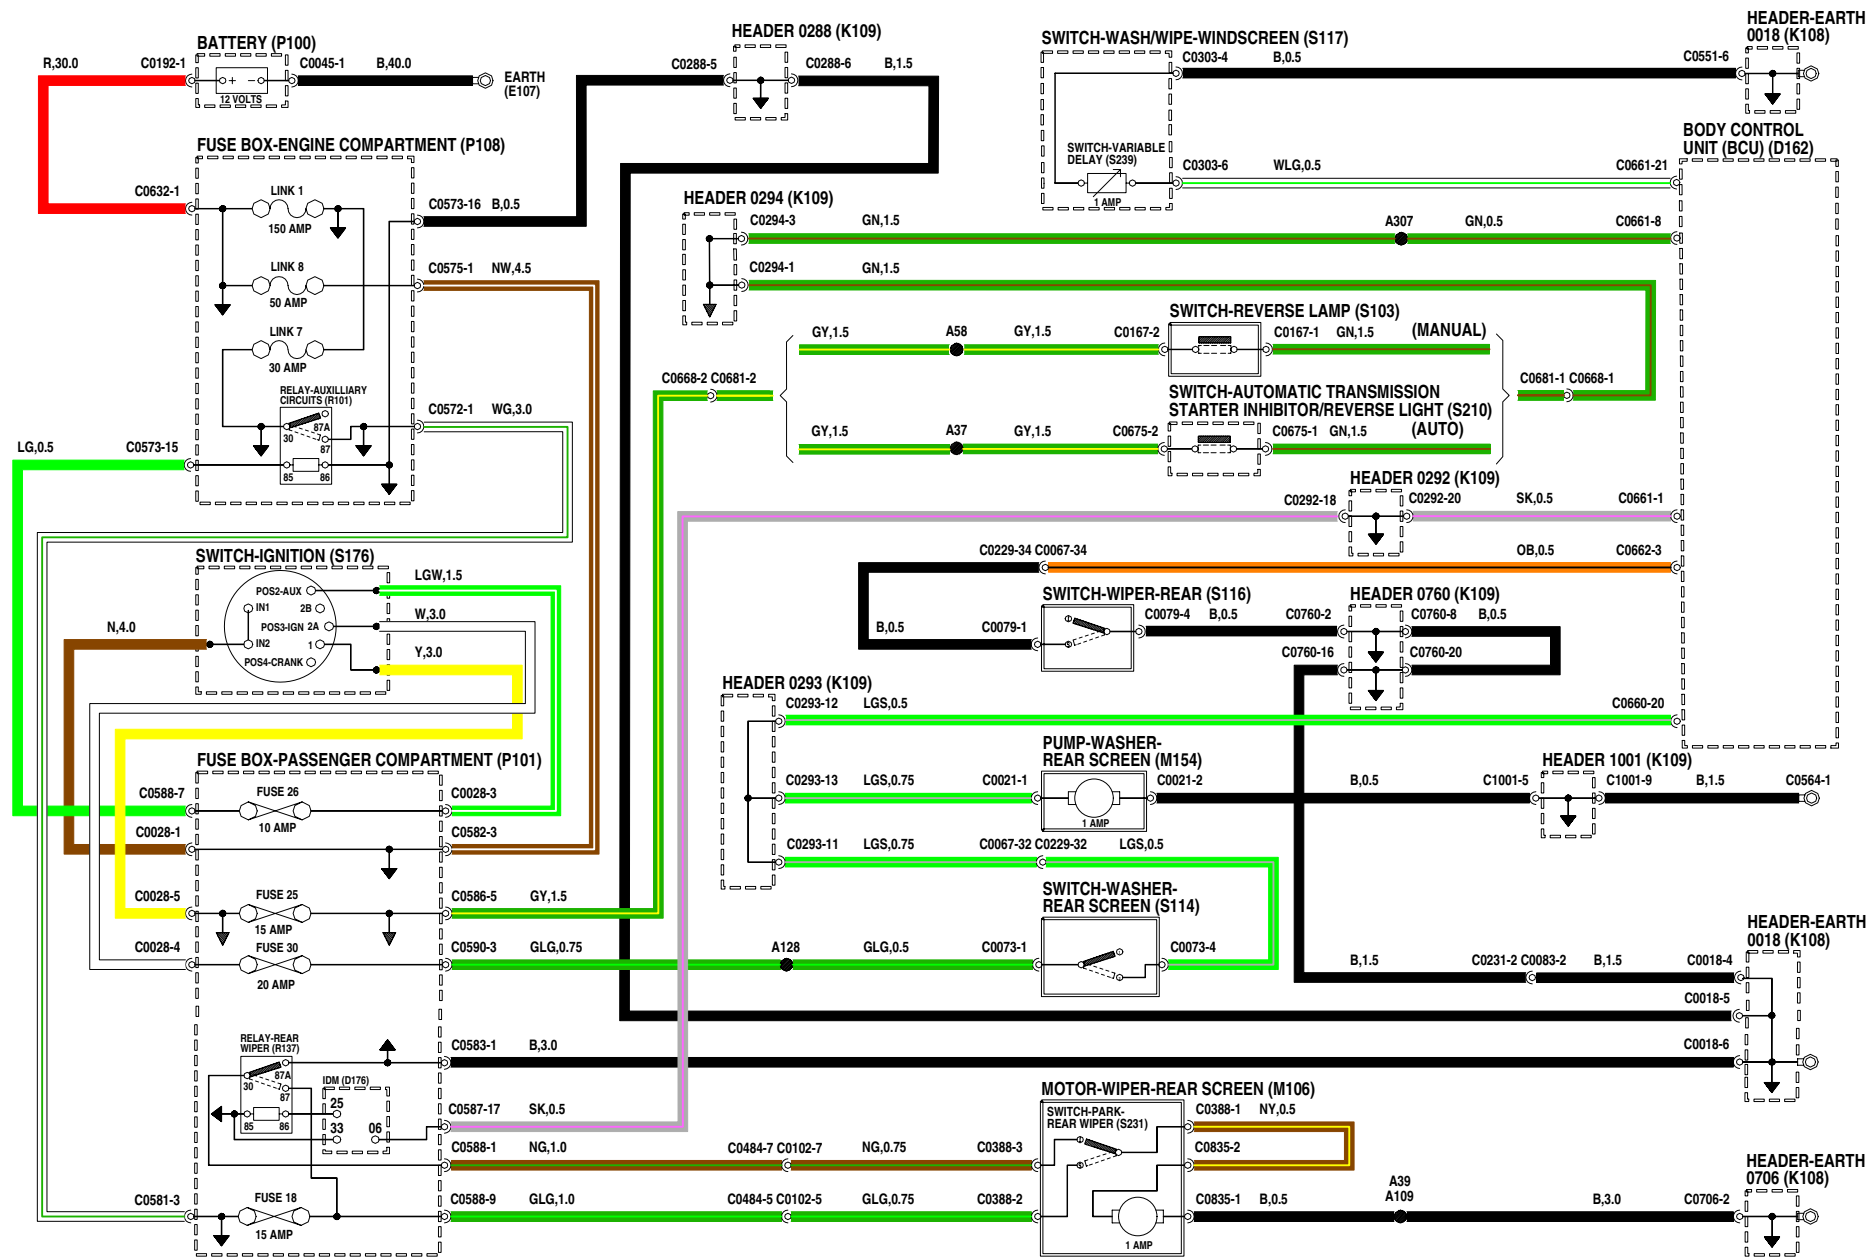 R,30.0
C0192-1
BATTERY (P100)
12 VOLTS
C0045-1
B,40.0
EARTH
(E107)
HEADER 0288 (K109)
C0288-5
C0288-6
B,1.5
SWITCH-WASH/WIPE-WINDSCREEN (S117)
C0303-4
B,0.5
C0551-6
HEADER-EARTH
0018 (K108)
SWITCH-VARIABLE
DELAY (S239)
1 AMP
C0303-6
WLG,0.5
C0661-21
BODY CONTROL
UNIT (BCU) (D162)
FUSE BOX-ENGINE COMPARTMENT (P108)
C0632-1
LINK 1
150 AMP
C0573-16
B,0.5
LINK 8
50 AMP
C0575-1
NW,4.5
LINK 7
30 AMP
RELAY-AUXILLIARY
CIRCUITS (R101)
87A
30
87
85
86
C0572-1
WG,3.0
LG,0.5
C0573-15
HEADER 0294 (K109)
C0294-3
GN,1.5
A307
GN,0.5
C0661-8
C0294-1
GN,1.5
SWITCH-REVERSE LAMP (S103)
GY,1.5
A58
GY,1.5
C0167-2
C0167-1
GN,1.5
(MANUAL)
C0668-2 C0681-2
SWITCH-AUTOMATIC TRANSMISSION
STARTER INHIBITOR/REVERSE LIGHT (S210)
(AUTO)
C0681-1 C0668-1
GY,1.5
A37
GY,1.5
C0675-2
C0675-1
GN,1.5
HEADER 0292 (K109)
C0292-18
C0292-20
SK,0.5
C0661-1
C0229-34 C0067-34
OB,0.5
C0662-3
SWITCH-IGNITION (S176)
POS2-AUX
IN1
2B
POS3-IGN
2A
IN2
1
POS4-CRANK
LGW,1.5
W,3.0
Y,3.0
N,4.0
SWITCH-WIPER-REAR (S116)
B,0.5
C0079-1
C0079-4
B,0.5
HEADER 0760 (K109)
C0760-2
C0760-8
B,0.5
C0760-16
C0760-20
HEADER 0293 (K109)
C0293-12
LGS,0.5
C0660-20
PUMP-WASHER-
REAR SCREEN (M154)
C0293-13
LGS,0.75
C0021-1
1 AMP
C0021-2
B,0.5
HEADER 1001 (K109)
C1001-5
C1001-9
B,1.5
C0564-1
C0293-11
LGS,0.75
C0067-32 C0229-32
LGS,0.5
FUSE BOX-PASSENGER COMPARTMENT (P101)
C0588-7
FUSE 26
10 AMP
C0028-3
C0028-1
C0582-3
C0028-5
FUSE 25
15 AMP
C0586-5
GY,1.5
C0028-4
FUSE 30
20 AMP
C0590-3
GLG,0.75
A128
GLG,0.5
SWITCH-WASHER-
REAR SCREEN (S114)
C0073-1
C0073-4
HEADER-EARTH
0018 (K108)
B,1.5
C0231-2 C0083-2
B,1.5
C0018-4
C0018-5
C0018-6
RELAY-REAR
WIPER (R137)
87A
30
87
85
86
IDM (D176)
25
33
06
C0583-1
B,3.0
C0587-17
SK,0.5
C0588-1
NG,1.0
C0484-7 C0102-7
NG,0.75
C0388-3
MOTOR-WIPER-REAR SCREEN (M106)
SWITCH-PARK-
REAR WIPER (S231)
C0388-1
NY,0.5
C0835-2
1 AMP
C0581-3
FUSE 18
15 AMP
C0588-9
GLG,1.0
C0484-5 C0102-5
GLG,0.75
C0388-2
C0835-1
B,0.5
A39
A109
B,3.0
C0706-2
HEADER-EARTH
0706 (K108)